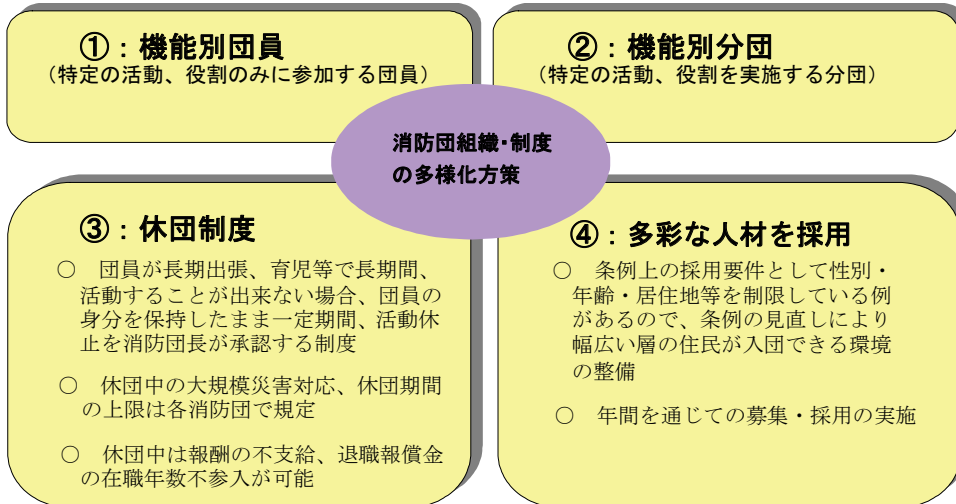 ①：機能別団員
（特定の活動、役割のみに参加する団員）
②：機能別分団
（特定の活動、役割を実施する分団）
消防団組織・制度
の多様化方策
③：休団制度
○　団員が長期出張、育児等で長期間、
活動することが出来ない場合、団員の
身分を保持したまま一定期間、活動休
止を消防団長が承認する制度
○　休団中の大規模災害対応、休団期間
の上限は各消防団で規定
○　休団中は報酬の不支給、退職報償金
の在職年数不参入が可能
④：多彩な人材を採用
○　条例上の採用要件として性別・
年齢・居住地等を制限している例
があるので、条例の見直しにより
幅広い層の住民が入団できる環境
の整備
○　年間を通じての募集・採用の実施